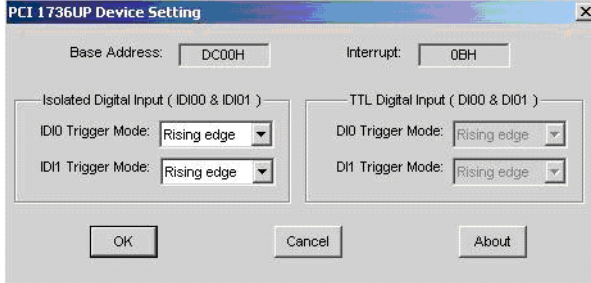 PCI 1736UP Device Setting
Base Address: DC00H Interrupt: 0BH
Isolated Digital Input ( IDI00 & IDI01 ) TTL Digital Input ( DI00 & DI01 )
IDI0 Trigger Mode: Rising edge DI0 Trigger Mode: Rising edge
IDI1 Trigger Mode: Rising edge DI1 Trigger Mode: Rising edge
OK Cancel About